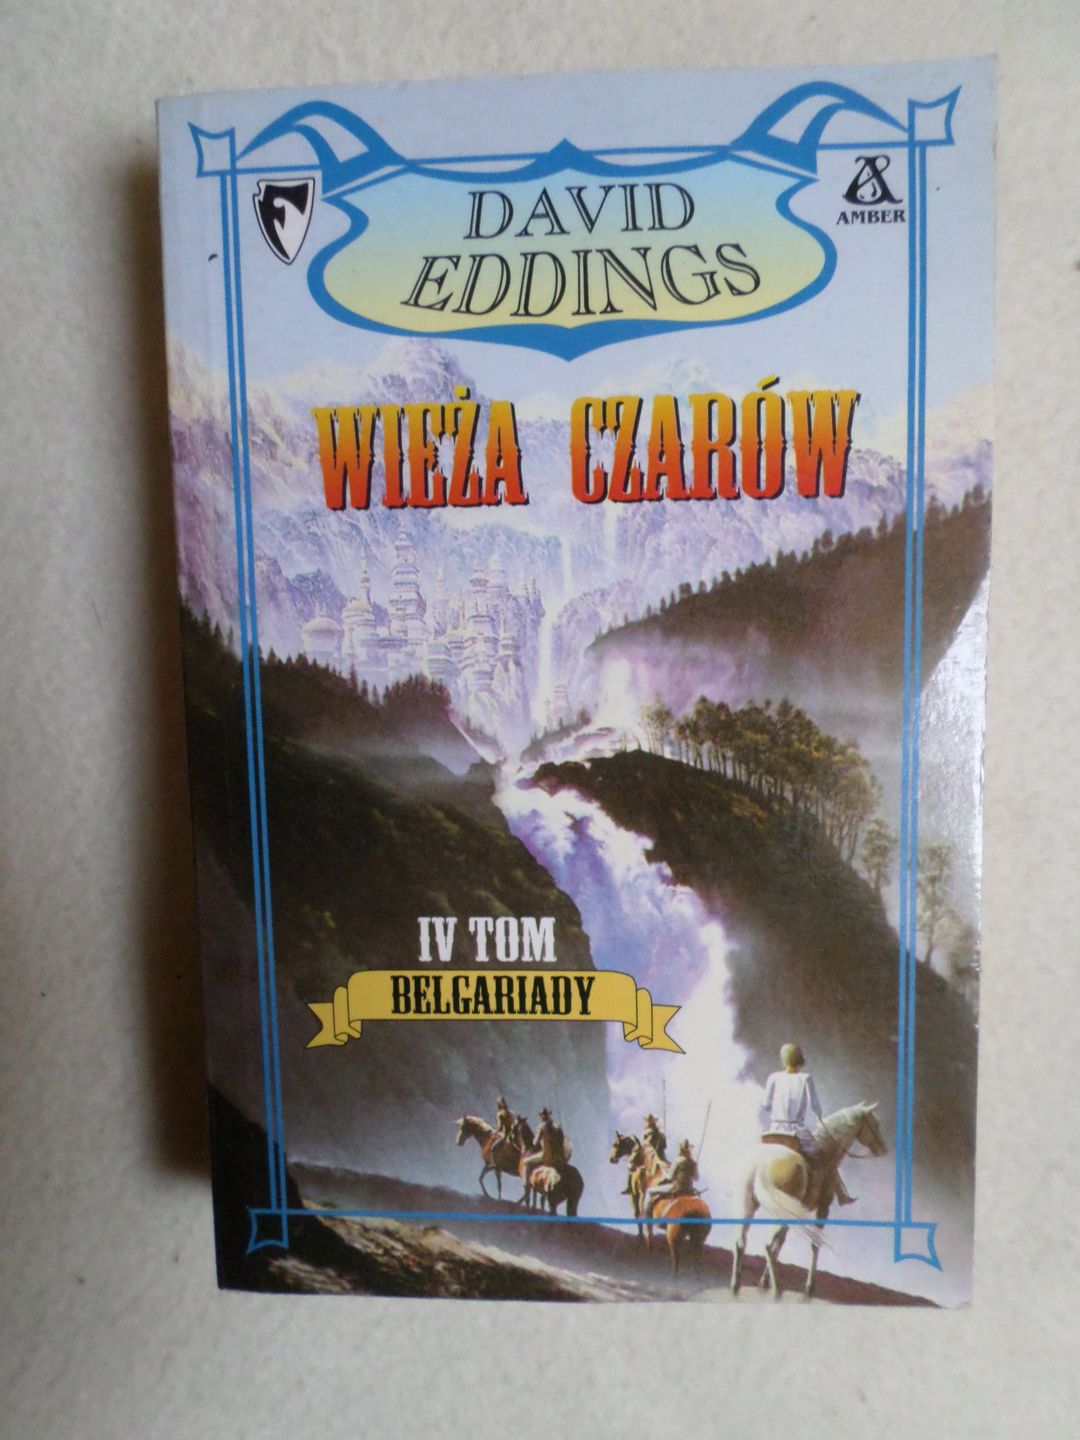 DAVID
EDDINGS
F
AMBER
WIEŻA CZARÓW
IV TOM
BELGARIADY